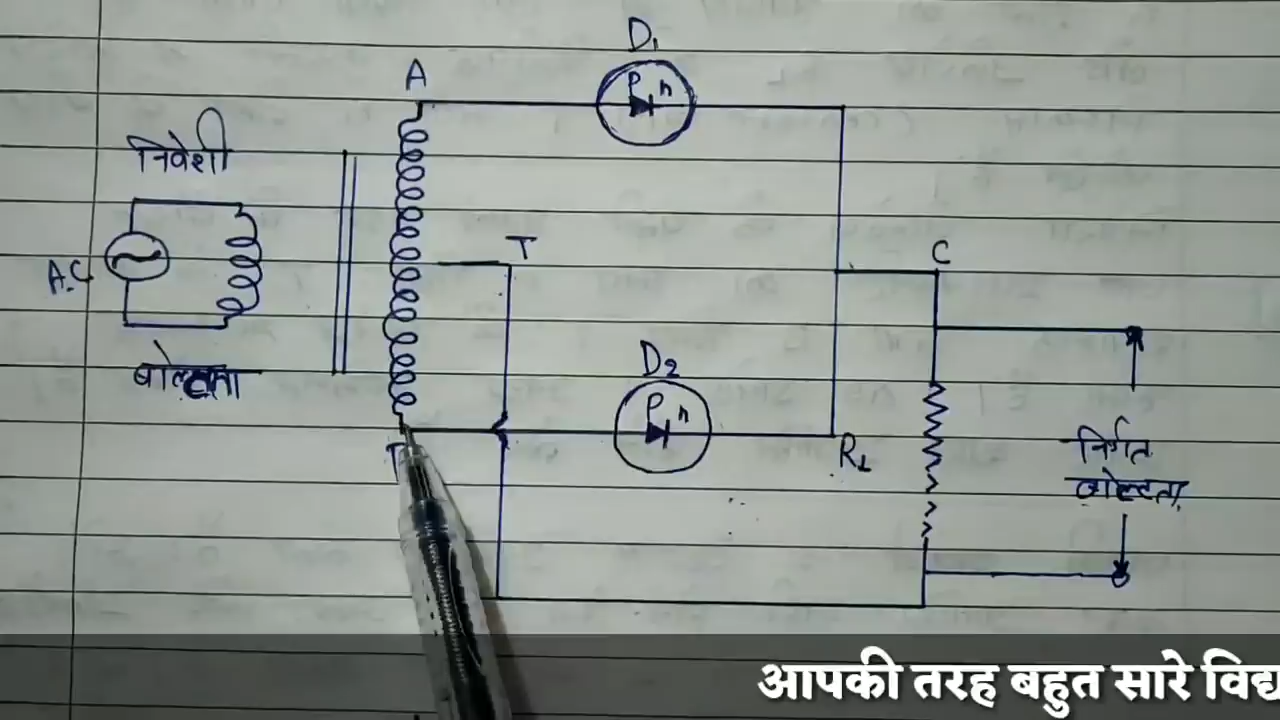 D₁
A
P n
निवेशी
T
C
A.C
D₂
वोल्टता
P n
R_L
निर्गत
वोल्टता
आपकी तरह बहुत सारे विद्य